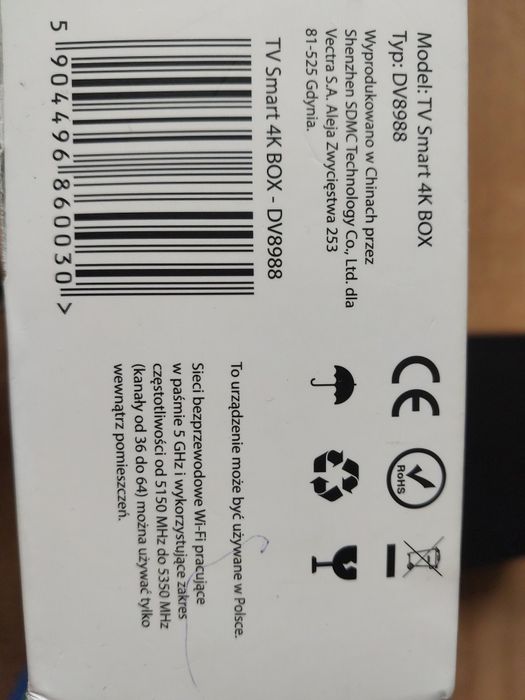 Model: TV Smart 4K BOX
Typ: DV8988
Wyprodukowano w Chinach przez
Shenzhen SDMC Technology Co., Ltd. dla
Vectra S.A. Aleja Zwycięstwa 253
81-525 Gdynia.
TV Smart 4K BOX - DV8988
5 904496 860030 >
CE
RoHS
To urządzenie może być używane w Polsce.
Sieci bezprzewodowe Wi-Fi pracujące
w paśmie 5 GHz i wykorzystujące zakres
częstotliwości od 5150 MHz do 5350 MHz
(kanały od 36 do 64) można używać tylko
wewnątrz pomieszczeń.